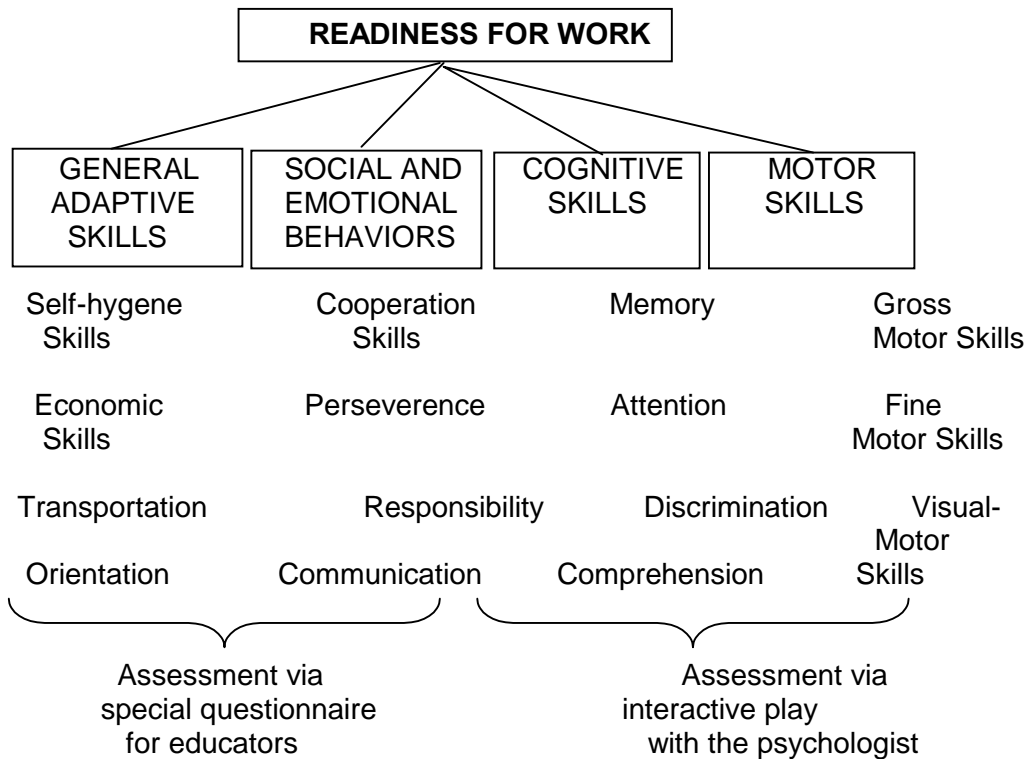 READINESS FOR WORK
GENERAL
ADAPTIVE
SKILLS
SOCIAL AND
EMOTIONAL
BEHAVIORS
COGNITIVE
SKILLS
MOTOR
SKILLS
Self-hygene
Skills
Cooperation
Skills
Memory
Gross
Motor Skills
Economic
Skills
Perseverence
Attention
Fine
Motor Skills
Transportation
Responsibility
Discrimination
Visual-
Motor
Skills
Orientation
Communication
Comprehension
Assessment via
special questionnaire
for educators
Assessment via
interactive play
with the psychologist